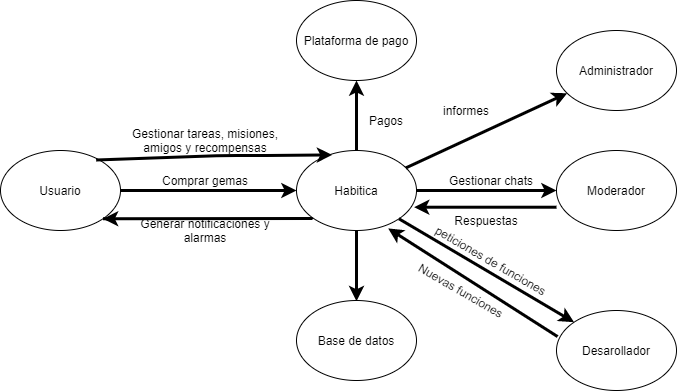 Plataforma de pago
Administrador
informes
Pagos
Gestionar tareas, misiones,
amigos y recompensas
Usuario
Comprar gemas
Habitica
Gestionar chats
Moderador
Generar notificaciones y
alarmas
Respuestas
peticiones de funciones
Nuevas funciones
Base de datos
Desarollador